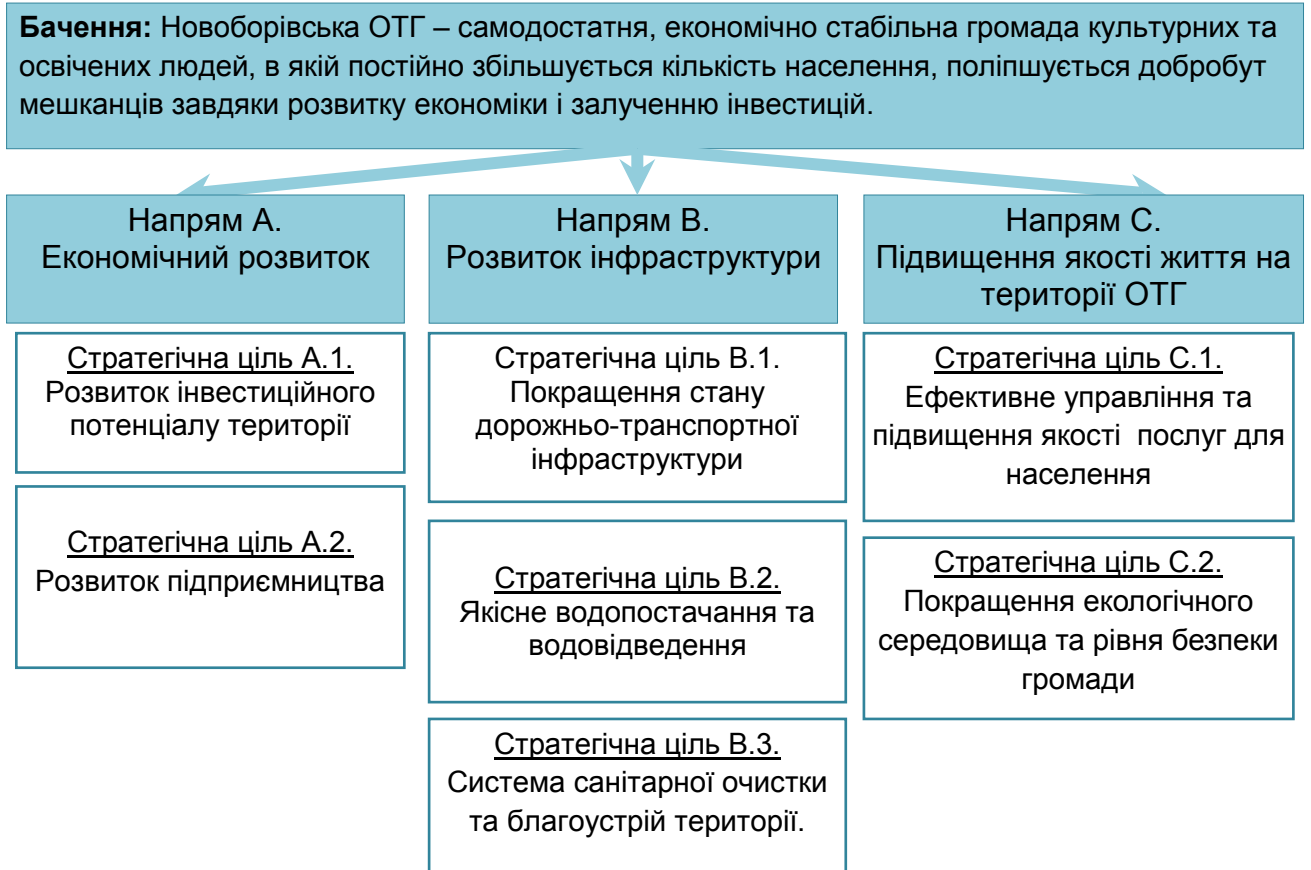 Бачення: Новоборівська ОТГ – самодостатня, економічно стабільна громада культурних та
освічених людей, в якій постійно збільшується кількість населення, поліпшується добробут
мешканців завдяки розвитку економіки і залученню інвестицій.
Напрям А.
Економічний розвиток
Стратегічна ціль А.1.
Розвиток інвестиційного
потенціалу території
Стратегічна ціль А.2.
Розвиток підприємництва
Напрям В.
Розвиток інфраструктури
Стратегічна ціль В.1.
Покращення стану
дорожньо-транспортної
інфраструктури
Стратегічна ціль В.2.
Якісне водопостачання та
водовідведення
Стратегічна ціль В.3.
Система санітарної очистки
та благоустрій території.
Напрям С.
Підвищення якості життя на
території ОТГ
Стратегічна ціль С.1.
Ефективне управління та
підвищення якості  послуг для
населення
Стратегічна ціль С.2.
Покращення екологічного
середовища та рівня безпеки
громади